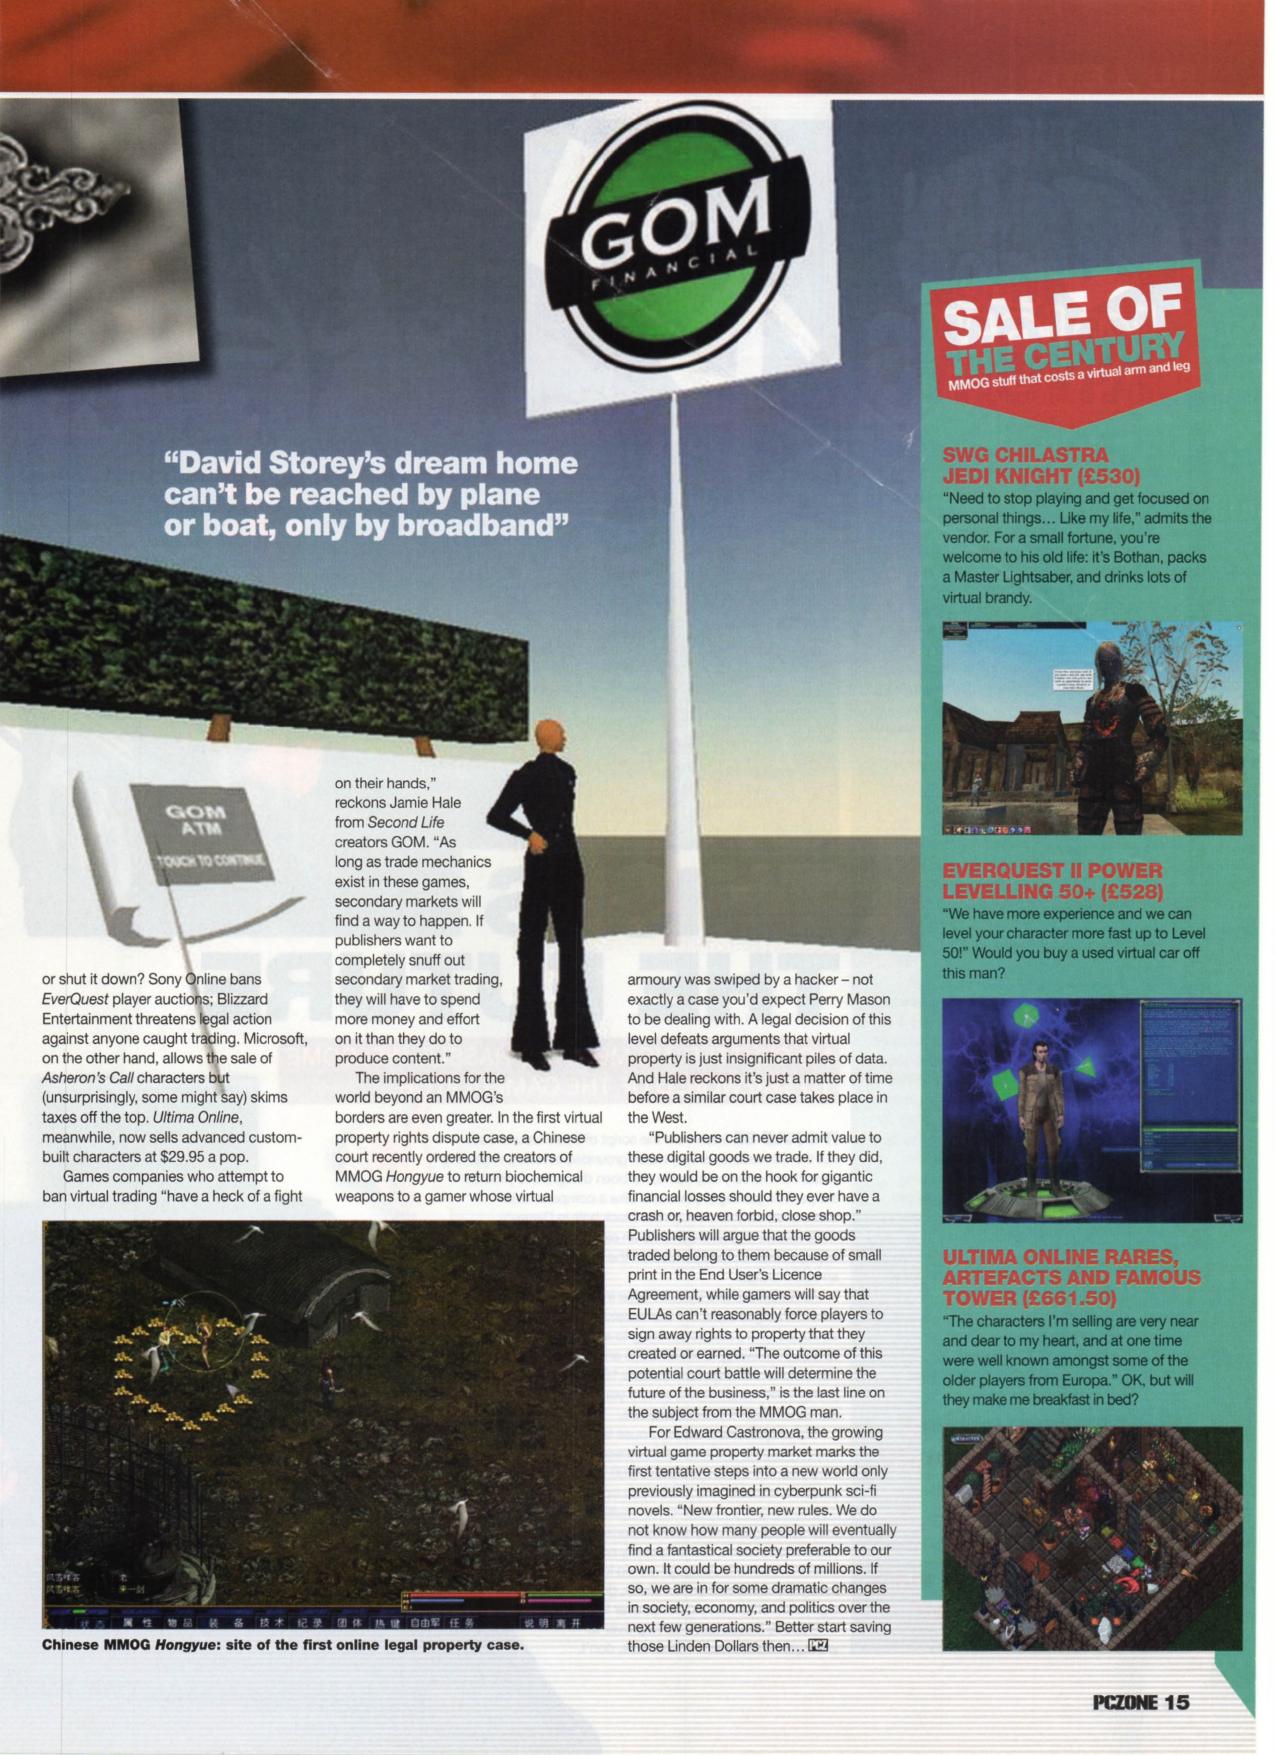 GOM
FINANCIAL
“David Storey’s dream home
can’t be reached by plane
or boat, only by broadband”
GOM
ATM
TOUCH TO CONTINUE
or shut it down? Sony Online bans
EverQuest player auctions; Blizzard
Entertainment threatens legal action
against anyone caught trading. Microsoft,
on the other hand, allows the sale of
Asheron’s Call characters but
(unsurprisingly, some might say) skims
taxes off the top. Ultima Online,
meanwhile, now sells advanced custom-
built characters at $29.95 a pop.
Games companies who attempt to
ban virtual trading “have a heck of a fight
on their hands,”
reckons Jamie Hale
from Second Life
creators GOM. “As
long as trade mechanics
exist in these games,
secondary markets will
find a way to happen. If
publishers want to
completely snuff out
secondary market trading,
they will have to spend
more money and effort
on it than they do to
produce content.”
The implications for the
world beyond an MMOG’s
borders are even greater. In the first virtual
property rights dispute case, a Chinese
court recently ordered the creators of
MMOG Hongyue to return biochemical
weapons to a gamer whose virtual
armoury was swiped by a hacker – not
exactly a case you’d expect Perry Mason
to be dealing with. A legal decision of this
level defeats arguments that virtual
property is just insignificant piles of data.
And Hale reckons it’s just a matter of time
before a similar court case takes place in
the West.
“Publishers can never admit value to
these digital goods we trade. If they did,
they would be on the hook for gigantic
financial losses should they ever have a
crash or, heaven forbid, close shop.”
Publishers will argue that the goods
traded belong to them because of small
print in the End User’s Licence
Agreement, while gamers will say that
EULAs can’t reasonably force players to
sign away rights to property that they
created or earned. “The outcome of this
potential court battle will determine the
future of the business,” is the last line on
the subject from the MMOG man.
For Edward Castronova, the growing
virtual game property market marks the
first tentative steps into a new world only
previously imagined in cyberpunk sci-fi
novels. “New frontier, new rules. We do
not know how many people will eventually
find a fantastical society preferable to our
own. It could be hundreds of millions. If
so, we are in for some dramatic changes
in society, economy, and politics over the
next few generations.” Better start saving
those Linden Dollars then... PCZ
状态 属性 物品 装备 技术 纪录 团体 热键 自由军 任务 说明 离开
Chinese MMOG Hongyue: site of the first online legal property case.
SALE OF
THE CENTURY
MMOG stuff that costs a virtual arm and leg
SWG CHILASTRA
JEDI KNIGHT (£530)
“Need to stop playing and get focused on
personal things... Like my life,” admits the
vendor. For a small fortune, you’re
welcome to his old life: it’s Bothan, packs
a Master Lightsaber, and drinks lots of
virtual brandy.
EVERQUEST II POWER
LEVELLING 50+ (£528)
“We have more experience and we can
level your character more fast up to Level
50!” Would you buy a used virtual car off
this man?
ULTIMA ONLINE RARES,
ARTEFACTS AND FAMOUS
TOWER (£661.50)
“The characters I’m selling are very near
and dear to my heart, and at one time
were well known amongst some of the
older players from Europa.” OK, but will
they make me breakfast in bed?
PCZONE 15